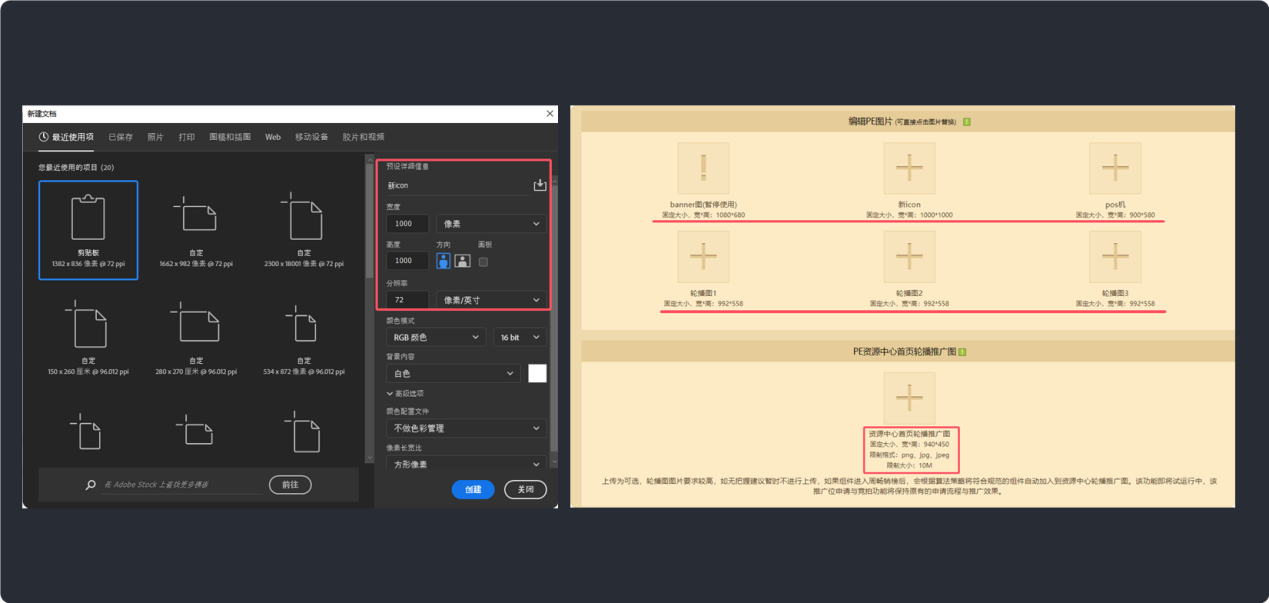 新建文档
最近使用项 已保存 照片 打印 图稿和插图 Web 移动设备 胶片和视频
您最近使用的项目 (20)
剪贴板
1382 x 836 像素 @ 72 ppi
自定
1662 x 982 像素 @ 72 ppi
自定
2300 x 18001 像素 @ 72 ppi
自定
150 x 260 厘米 @ 96.012 ppi
自定
280 x 270 厘米 @ 96.012 ppi
自定
534 x 872 像素 @ 96.012 ppi
在 Adobe Stock 上查找更多模板
前往
预设详细信息
新icon
宽度
1000 像素
高度 方向 画板
1000
分辨率
72 像素/英寸
颜色模式
RGB 颜色 16 bit
背景内容
白色
高级选项
颜色配置文件
不做色彩管理
像素长宽比
方形像素
创建 关闭
编辑PE图片 (可直接点击图片替换)
banner图(暂停使用)
固定大小，宽*高：1080*680
新icon
固定大小，宽*高：1000*1000
pos机
固定大小，宽*高：900*580
轮播图1
固定大小，宽*高：992*558
轮播图2
固定大小，宽*高：992*558
轮播图3
固定大小，宽*高：992*558
PE资源中心首页轮播推广图
资源中心首页轮播推广图
固定大小，宽*高：940*450
限制格式：png、jpg、jpeg
限制大小：10M
上传为可选，轮播图图片要求较高，如无把握建议暂时不进行上传，如果组件进入周畅销榜后，会根据算法策略将符合规范的组件自动加入到资源中心轮播推广图。该功能即将试运行中，该
推广位申请与竞拍功能将保持原有的申请流程与推广效果。